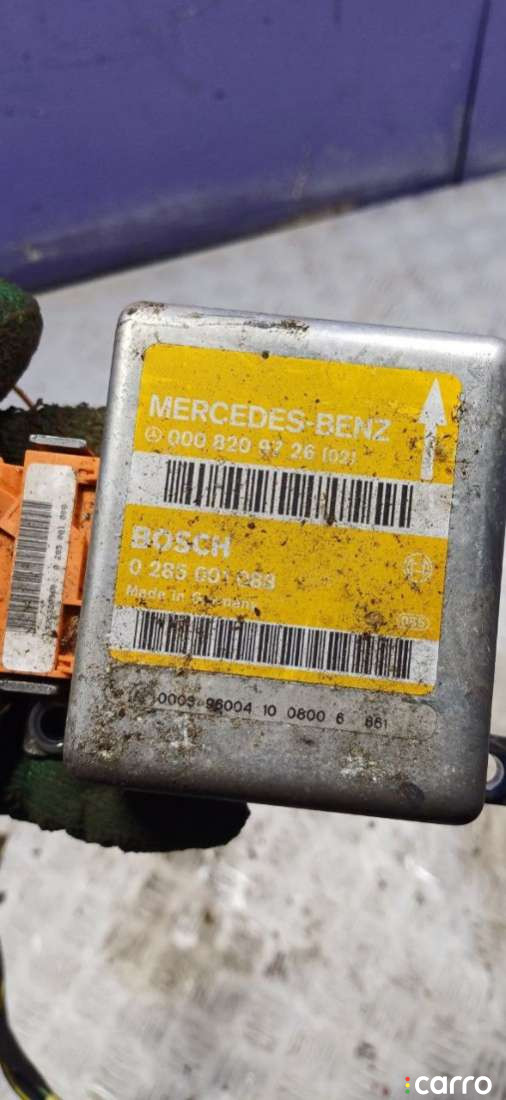 MERCEDES-BENZ
000 820 97 26 (02)
BOSCH
0 285 001 288
Made in Germany
0003 96004 10 0800 6 861
carro